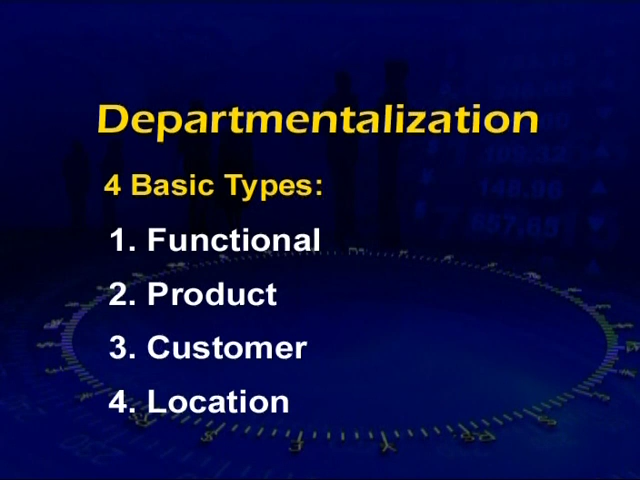 Departmentalization
4 Basic Types:
1. Functional
2. Product
3. Customer
4. Location